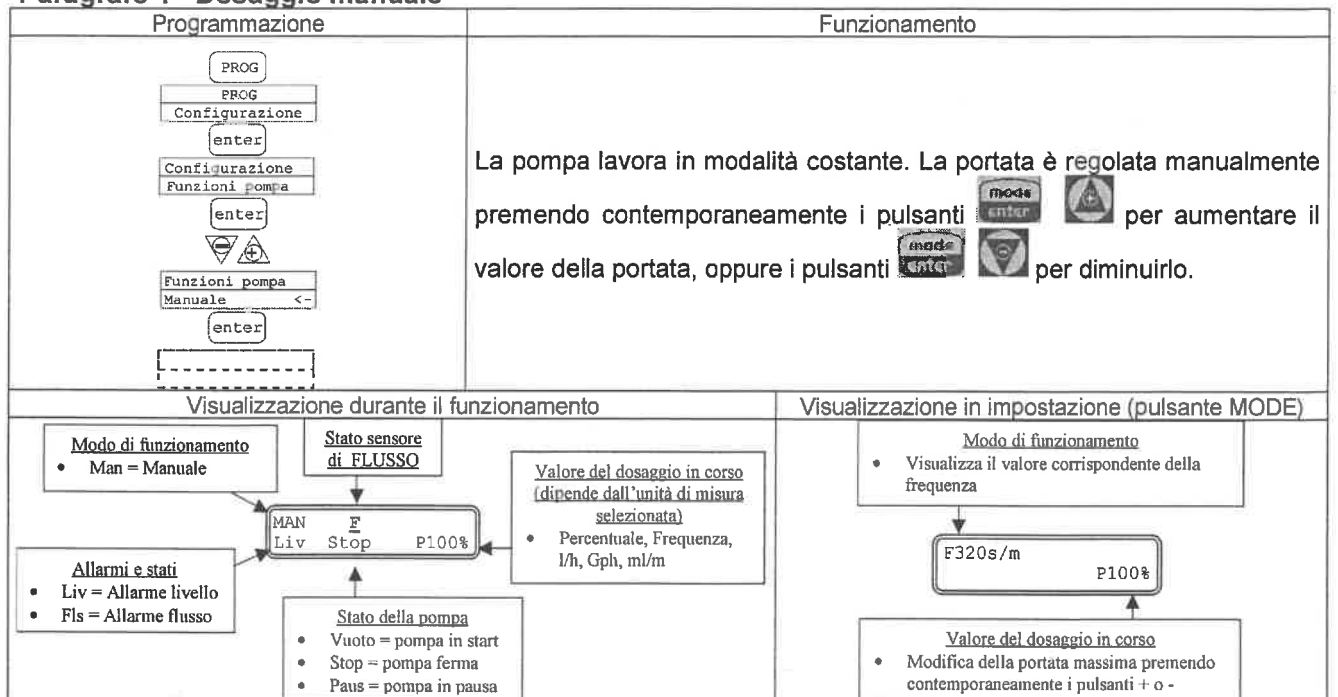 Paragrafo 1 - Dosaggio manuale
Programmazione
Funzionamento
PROG
PROG
Configurazione
enter
Configurazione
Funzioni pompa
enter
Funzioni pompa
Manuale <-
enter
La pompa lavora in modalità costante. La portata è regolata manualmente
premendo contemporaneamente i pulsanti mode enter + per aumentare il
valore della portata, oppure i pulsanti mode enter - per diminuirlo.
Visualizzazione durante il funzionamento
Modo di funzionamento
• Man = Manuale
Stato sensore
di FLUSSO
Valore del dosaggio in corso
(dipende dall'unità di misura
selezionata)
• Percentuale, Frequenza,
l/h, Gph, ml/m
MAN F
Liv Stop P100%
Allarmi e stati
• Liv = Allarme livello
• Fls = Allarme flusso
Stato della pompa
• Vuoto = pompa in start
• Stop = pompa ferma
• Paus = pompa in pausa
Visualizzazione in impostazione (pulsante MODE)
Modo di funzionamento
• Visualizza il valore corrispondente della
frequenza
F320s/m
P100%
Valore del dosaggio in corso
• Modifica della portata massima premendo
contemporaneamente i pulsanti + o -